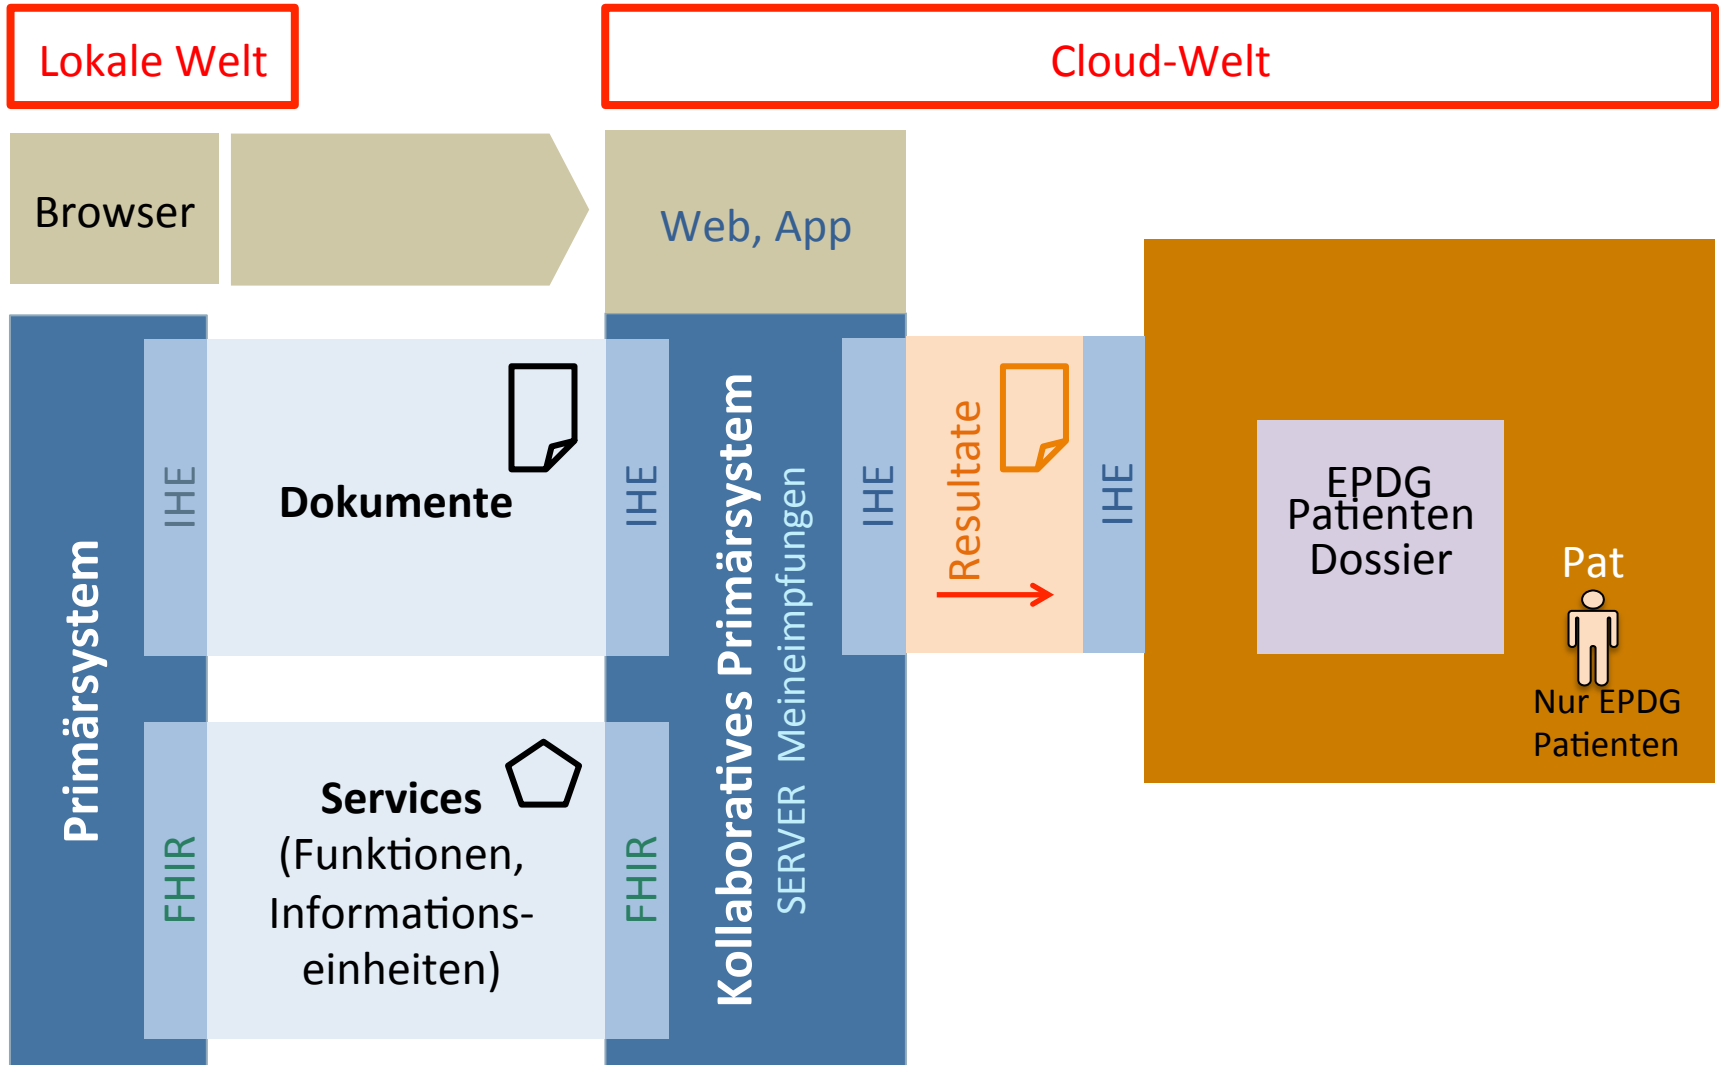 Lokale Welt
Cloud-Welt
Browser
Web, App
Primärsystem
IHE
Dokumente
IHE
FHIR
Services
(Funktionen,
Informations-
einheiten)
FHIR
Kollaboratives Primärsystem
SERVER Meineimpfungen
IHE
Resultate
IHE
EPDG
Patienten
Dossier
Pat
Nur EPDG
Patienten